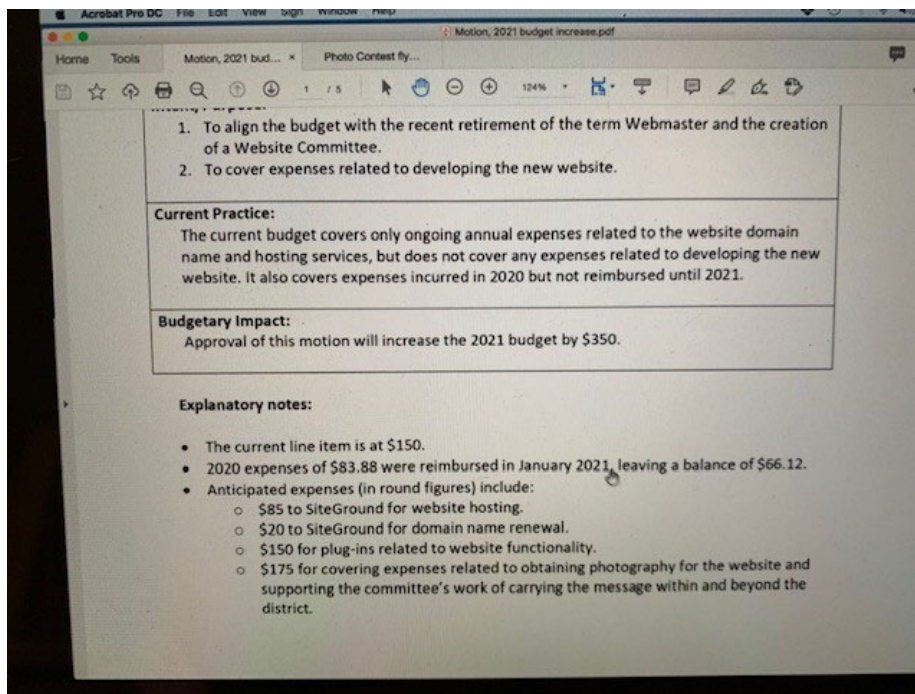 Acrobat Pro DC File Edit View Sign Window Help
Motion, 2021 budget increase.pdf
Home Tools Motion, 2021 bud... × Photo Contest fly...
1 / 5 124%
1. To align the budget with the recent retirement of the term Webmaster and the creation
of a Website Committee.
2. To cover expenses related to developing the new website.
Current Practice:
The current budget covers only ongoing annual expenses related to the website domain
name and hosting services, but does not cover any expenses related to developing the new
website. It also covers expenses incurred in 2020 but not reimbursed until 2021.
Budgetary Impact:
Approval of this motion will increase the 2021 budget by $350.
Explanatory notes:
• The current line item is at $150.
• 2020 expenses of $83.88 were reimbursed in January 2021, leaving a balance of $66.12.
• Anticipated expenses (in round figures) include:
o $85 to SiteGround for website hosting.
o $20 to SiteGround for domain name renewal.
o $150 for plug-ins related to website functionality.
o $175 for covering expenses related to obtaining photography for the website and
supporting the committee's work of carrying the message within and beyond the
district.